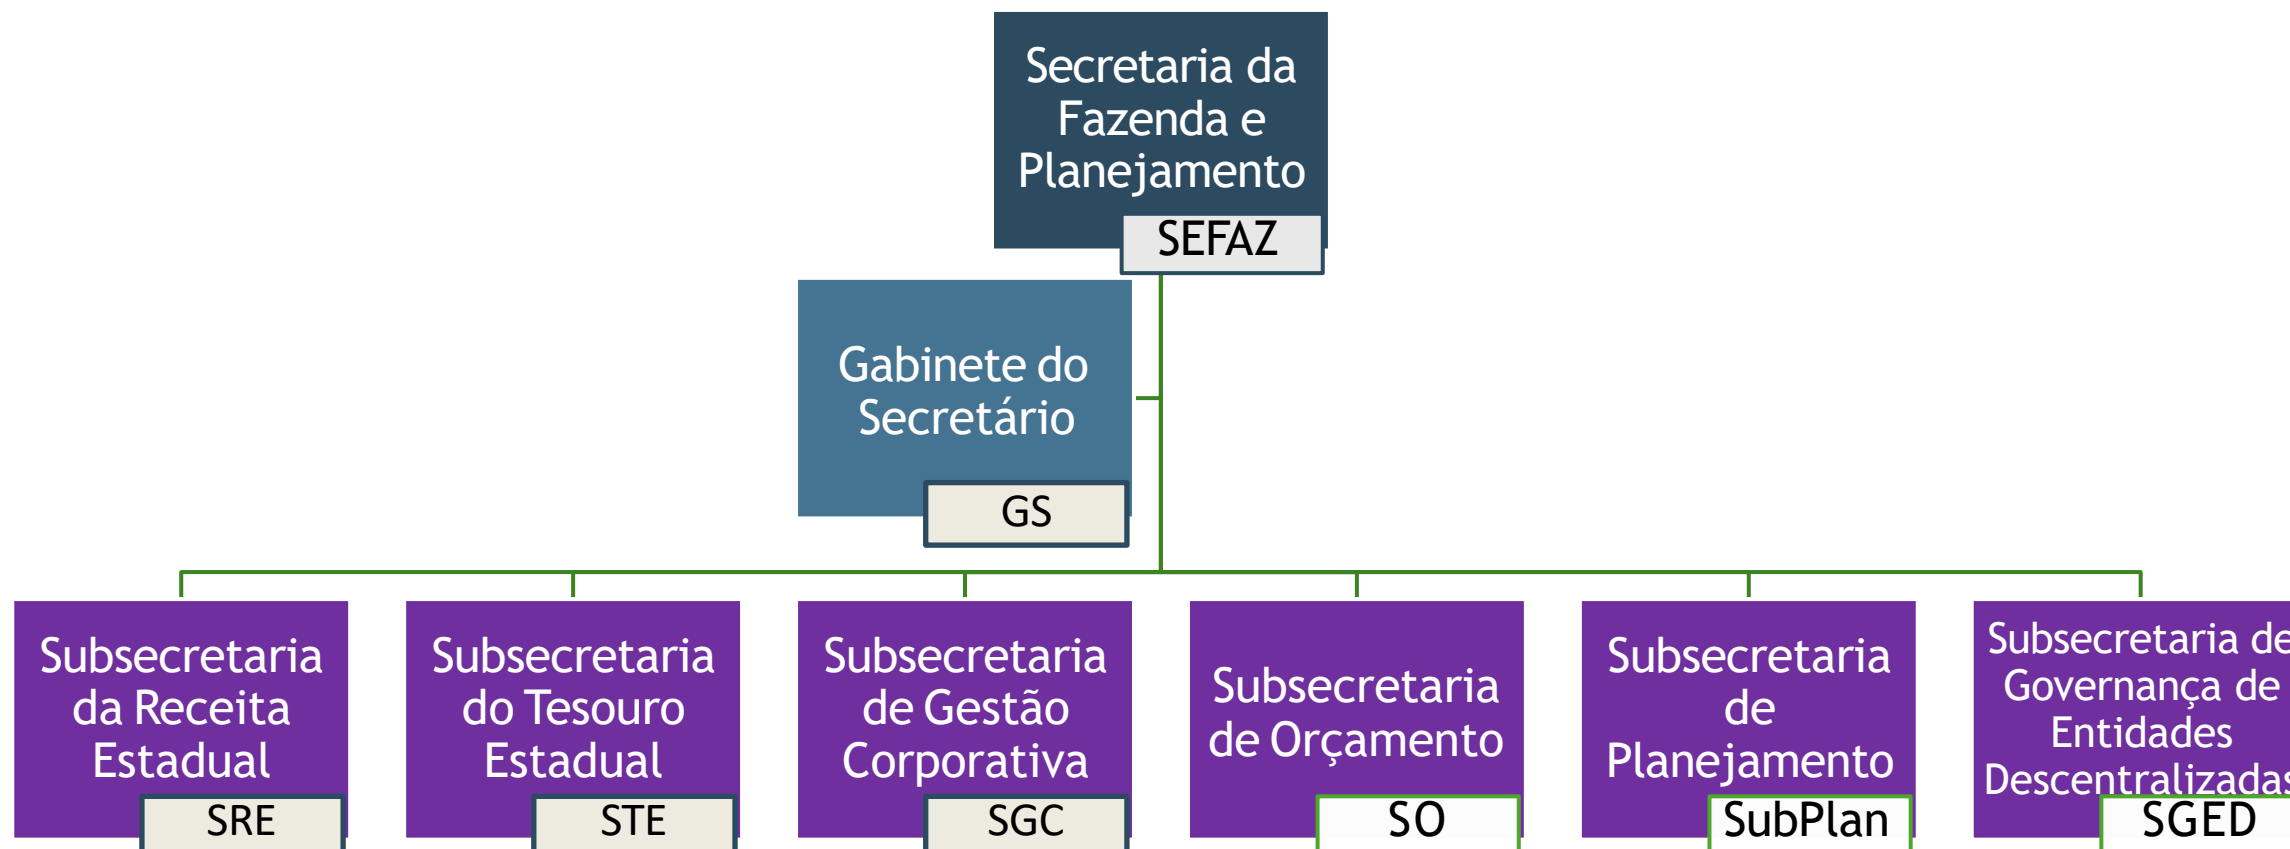 Secretaria da
Fazenda e
Planejamento
SEFAZ
Gabinete do
Secretário
GS
Subsecretaria
da Receita
Estadual
SRE
Subsecretaria
do Tesouro
Estadual
STE
Subsecretaria
de Gestão
Corporativa
SGC
Subsecretaria
de Orçamento
SO
Subsecretaria
de
Planejamento
SubPlan
Subsecretaria de
Governança de
Entidades
Descentralizadas
SGED